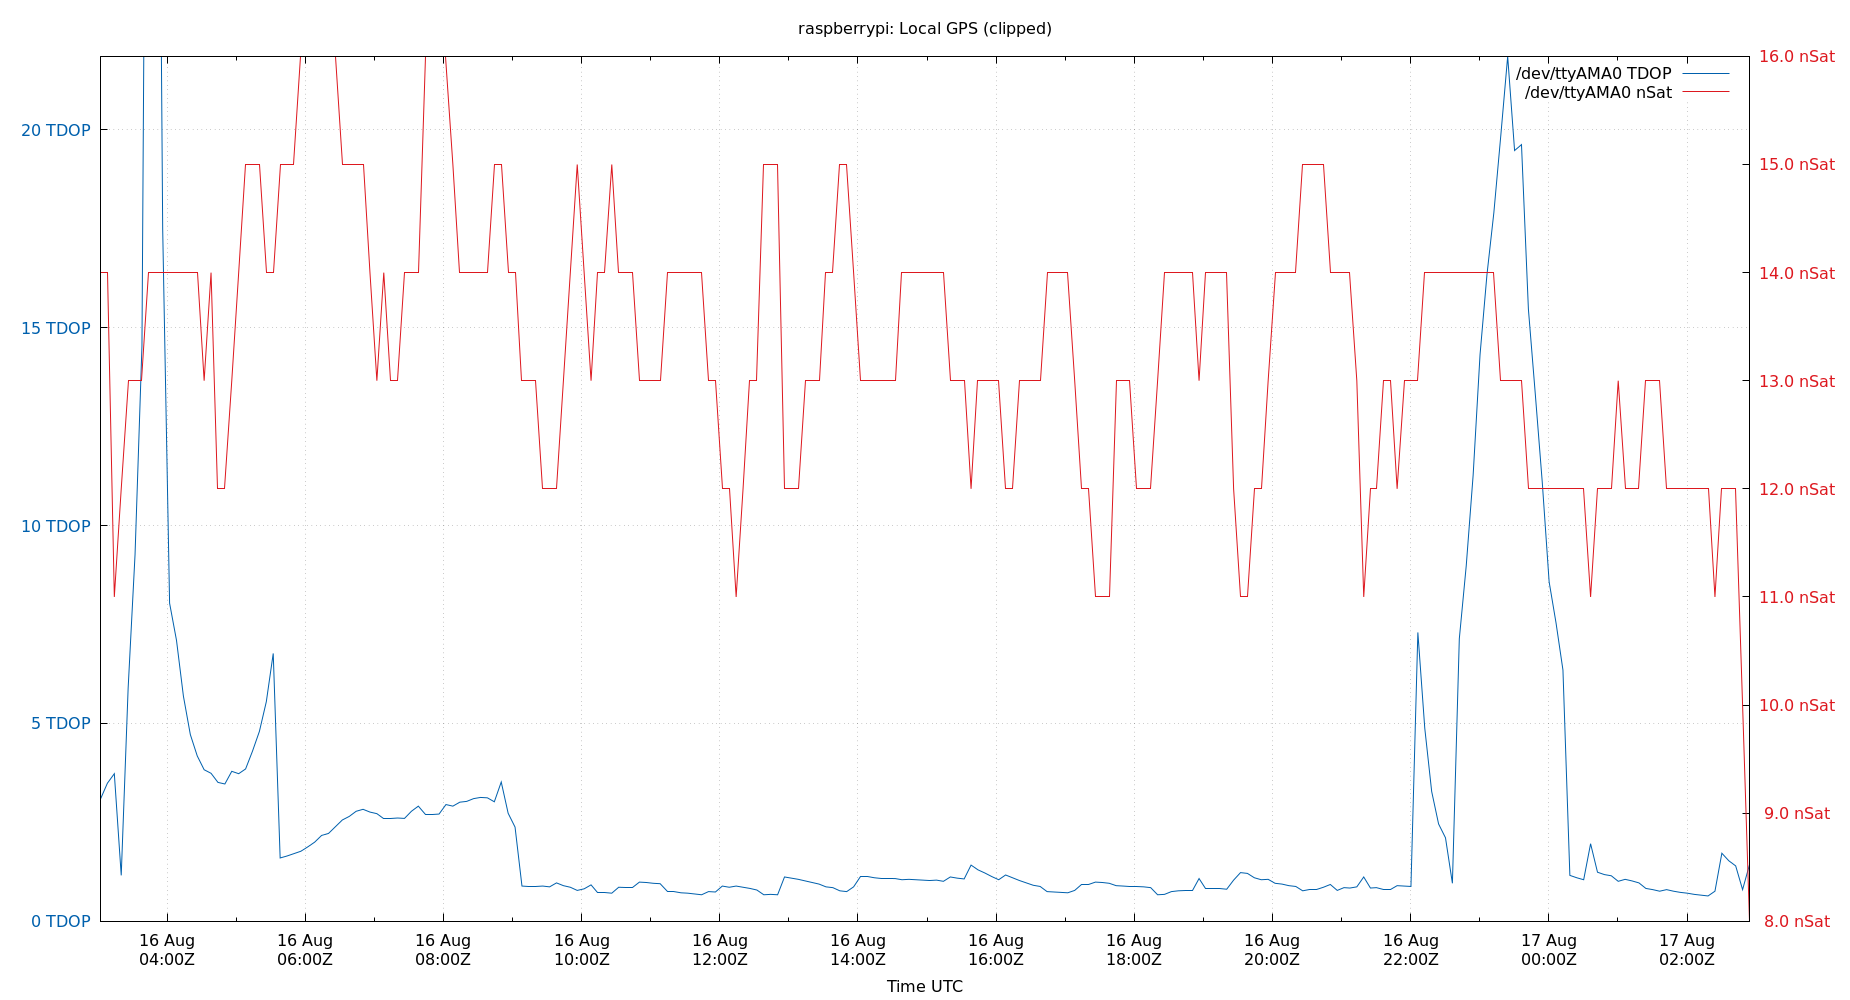 raspberrypi: Local GPS (clipped)
/dev/ttyAMA0 TDOP
/dev/ttyAMA0 nSat
20 TDOP
15 TDOP
10 TDOP
5 TDOP
0 TDOP
16.0 nSat
15.0 nSat
14.0 nSat
13.0 nSat
12.0 nSat
11.0 nSat
10.0 nSat
9.0 nSat
8.0 nSat
16 Aug
04:00Z
16 Aug
06:00Z
16 Aug
08:00Z
16 Aug
10:00Z
16 Aug
12:00Z
16 Aug
14:00Z
16 Aug
16:00Z
16 Aug
18:00Z
16 Aug
20:00Z
16 Aug
22:00Z
17 Aug
00:00Z
17 Aug
02:00Z
Time UTC